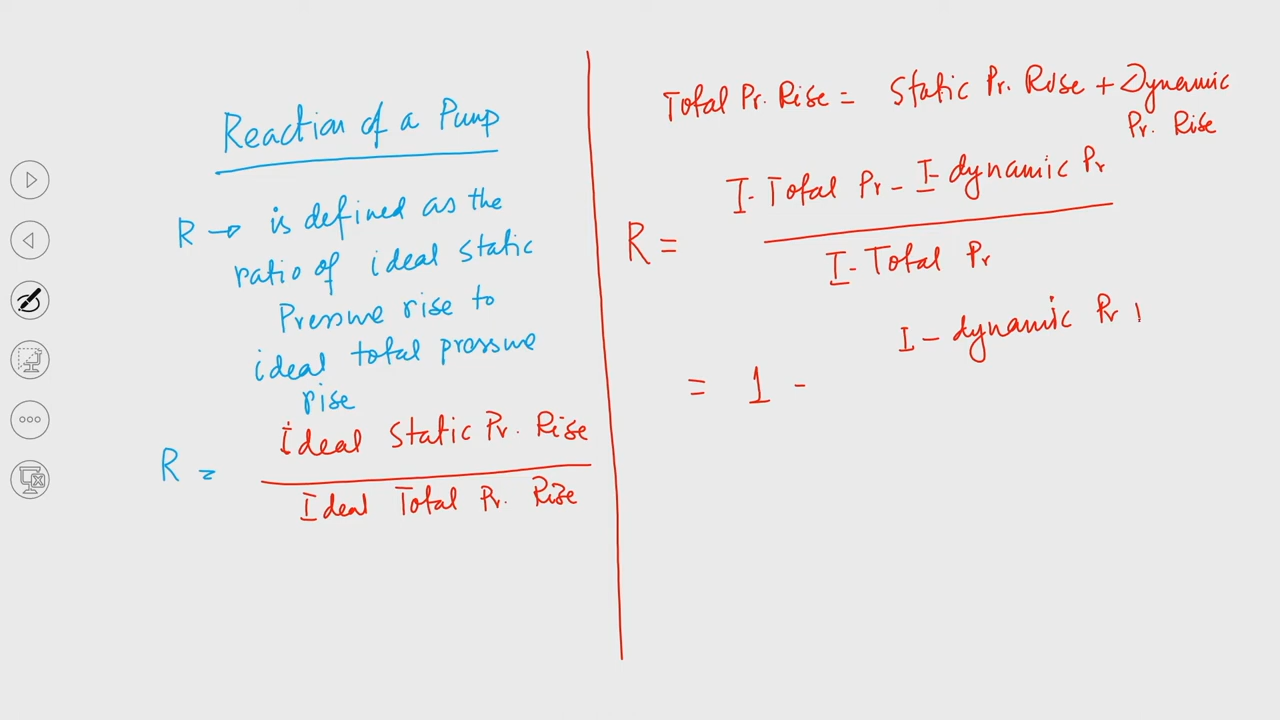 Reaction of a Pump
R → is defined as the
ratio of ideal static
Pressure rise to
ideal total pressure
rise
R = Ideal Static Pr. Rise
Ideal Total Pr. Rise
Total Pr. Rise = Static Pr. Rise + Dynamic
Pr. Rise
I-Total Pr - I-dynamic Pr
R =
I-Total Pr
I-dynamic Pr
= 1 -